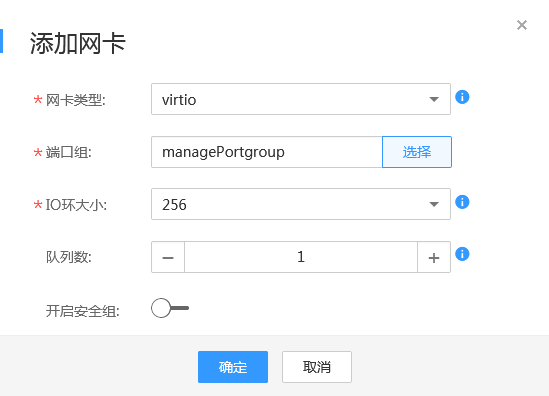 添加网卡
* 网卡类型: virtio
* 端口组: managePortgroup 选择
* IO环大小: 256
队列数: − 1 +
开启安全组:
确定 取消